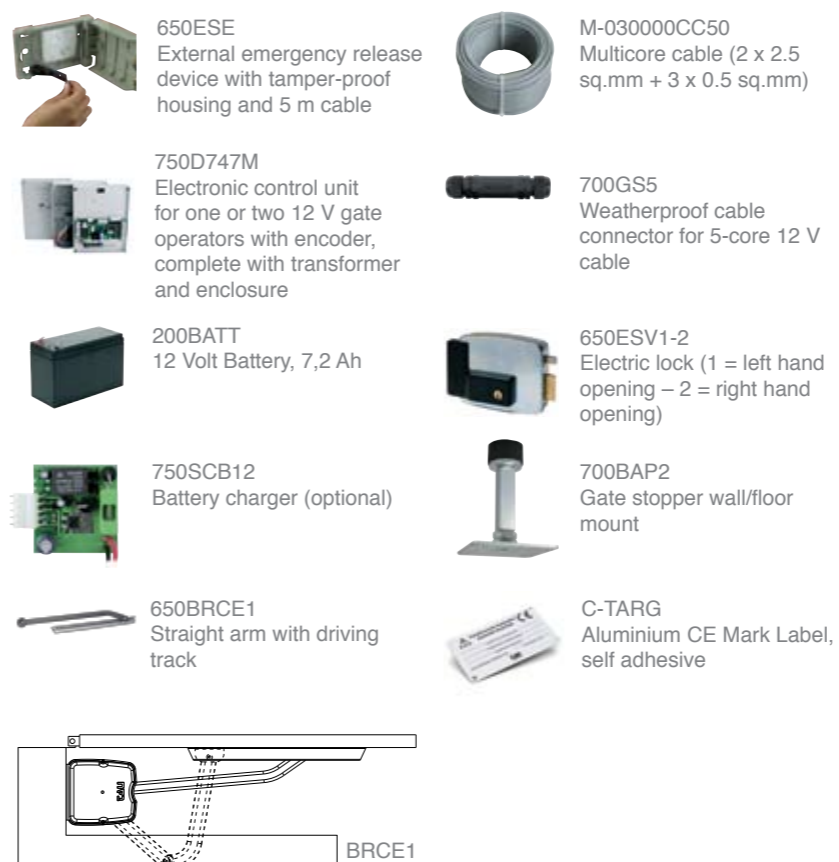 650ESE
External emergency release
device with tamper-proof
housing and 5 m cable
M-030000CC50
Multicore cable (2 x 2.5
sq.mm + 3 x 0.5 sq.mm)
750D747M
Electronic control unit
for one or two 12 V gate
operators with encoder,
complete with transformer
and enclosure
700GS5
Weatherproof cable
connector for 5-core 12 V
cable
200BATT
12 Volt Battery, 7,2 Ah
650ESV1-2
Electric lock (1 = left hand
opening – 2 = right hand
opening)
750SCB12
Battery charger (optional)
700BAP2
Gate stopper wall/floor
mount
650BRCE1
Straight arm with driving
track
C-TARG
Aluminium CE Mark Label,
self adhesive
BRCE1